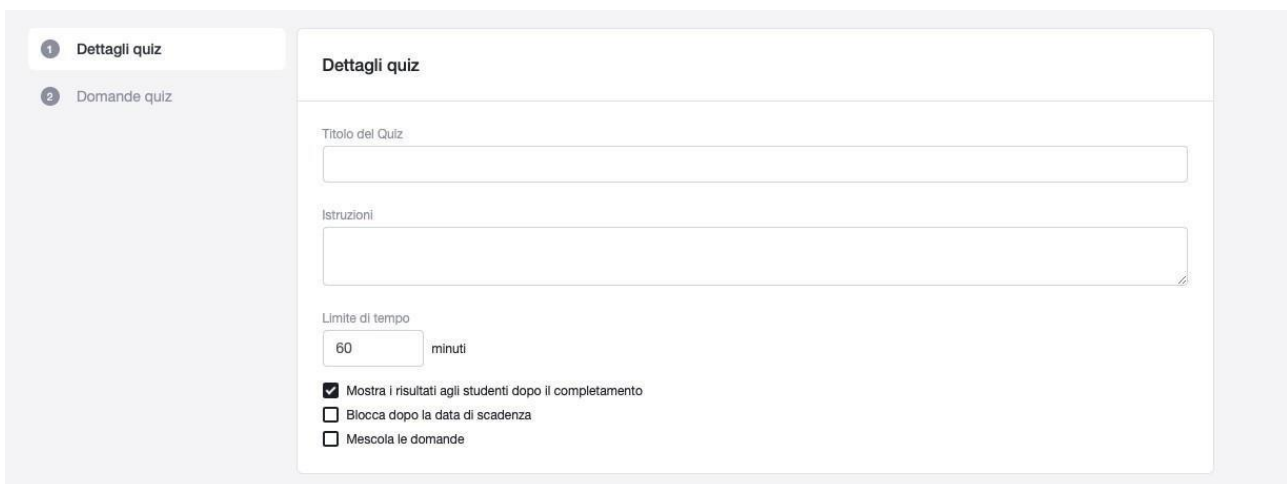 1 Dettagli quiz
2 Domande quiz
Dettagli quiz
Titolo del Quiz
Istruzioni
Limite di tempo
60 minuti
Mostra i risultati agli studenti dopo il completamento
Blocca dopo la data di scadenza
Mescola le domande